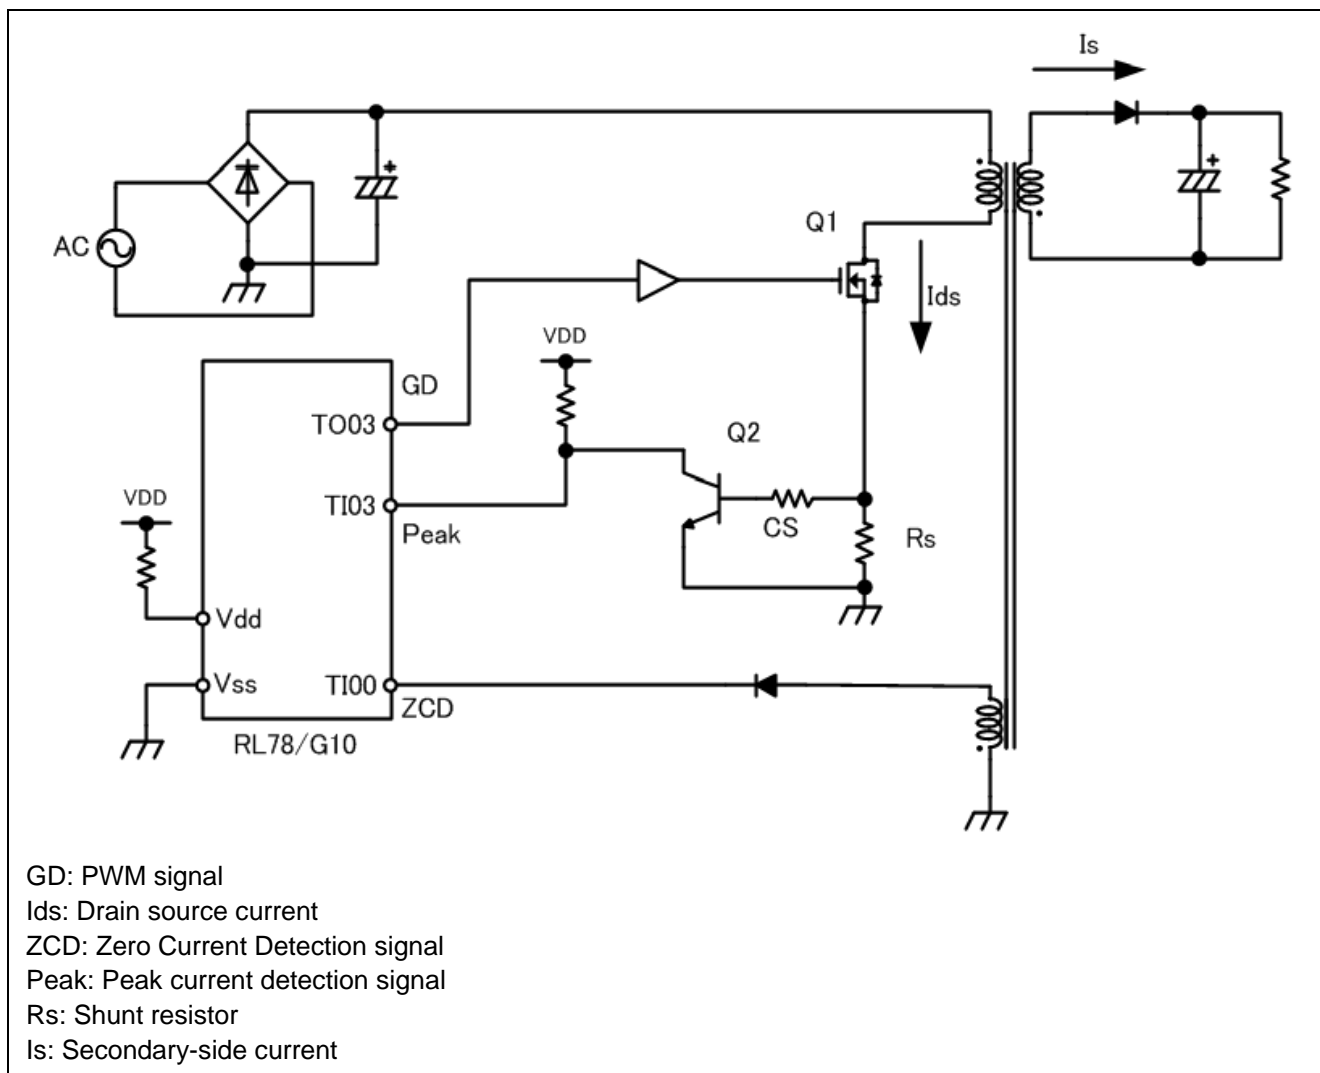 Is
AC
Q1
Ids
VDD
GD
TO03
Q2
VDD
TI03
Peak
CS
Rs
Vdd
Vss
TI00
ZCD
RL78/G10
GD: PWM signal
Ids: Drain source current
ZCD: Zero Current Detection signal
Peak: Peak current detection signal
Rs: Shunt resistor
Is: Secondary-side current